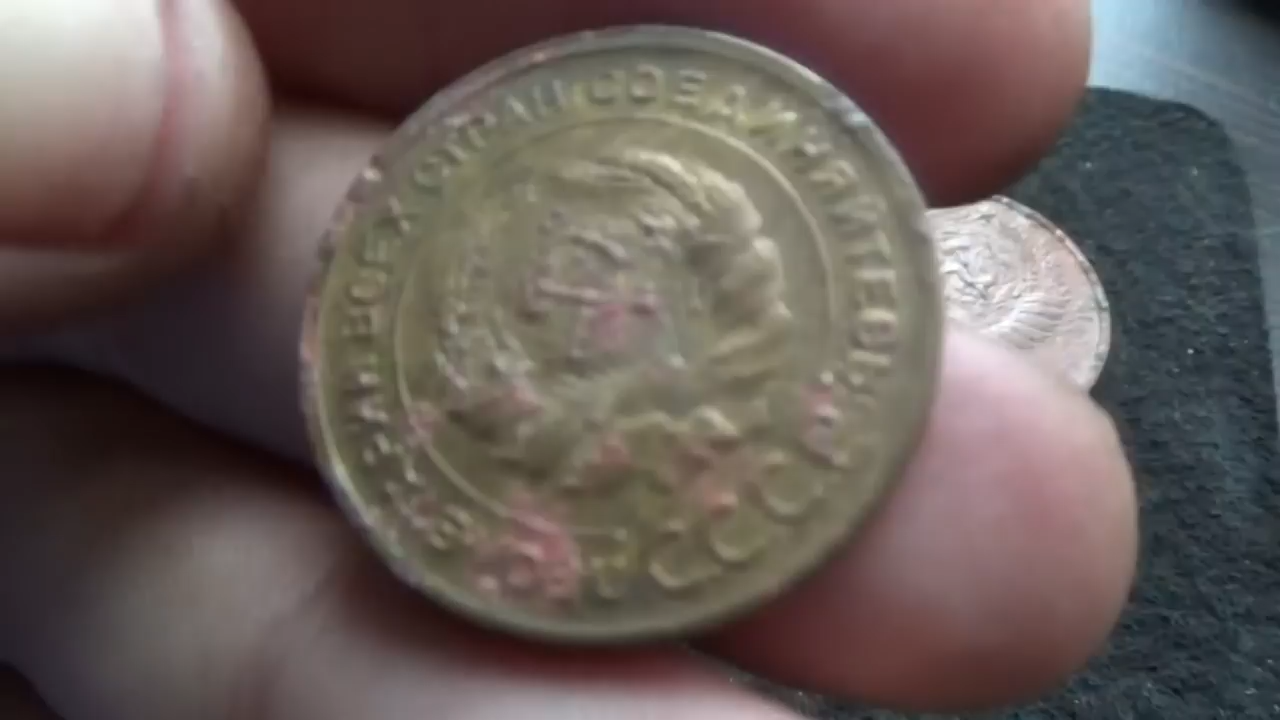 ВСЕХ СТРАН СОЕДИНЯЙТЕСЬ
СССР